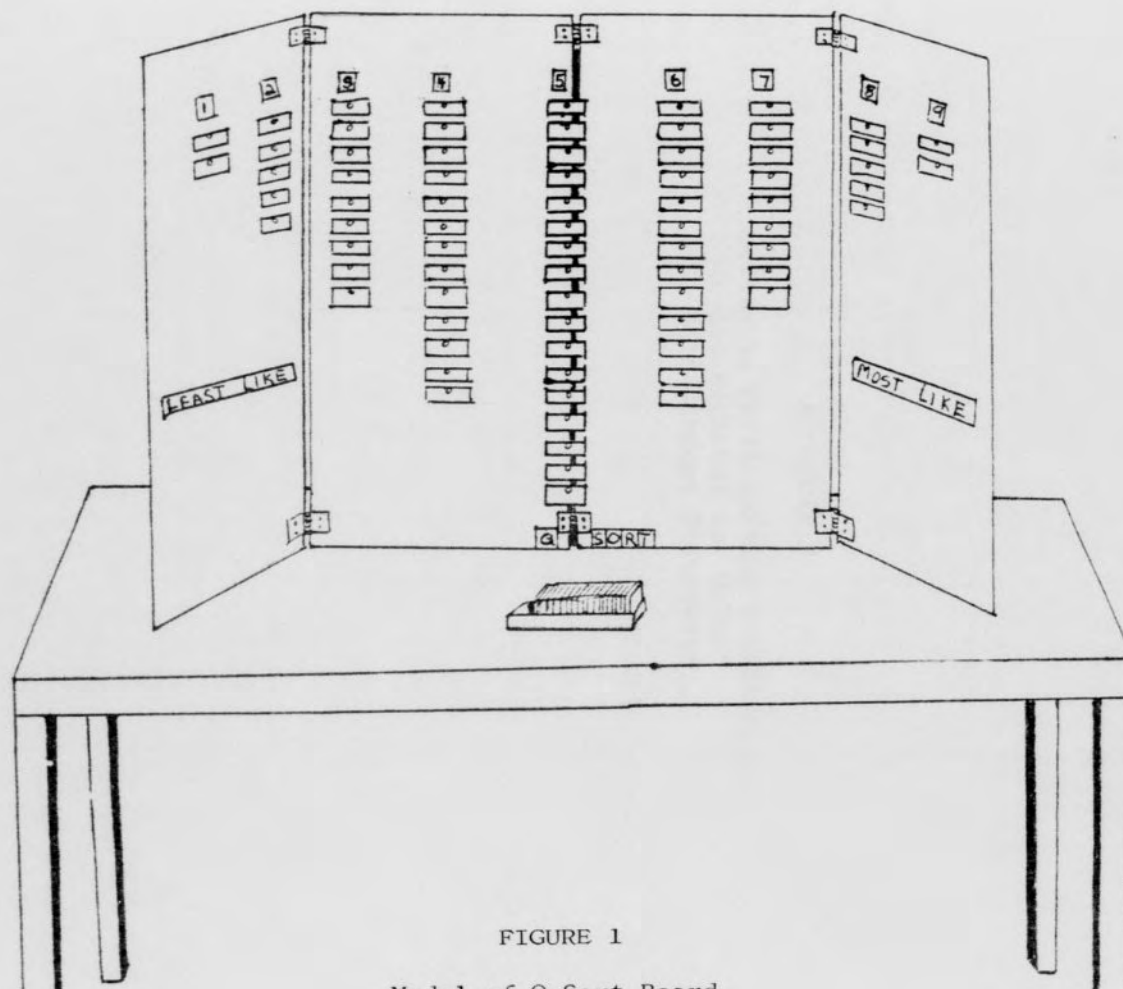 1 2 3 4 5 6 7 8 9
LEAST LIKE
MOST LIKE
Q SORT
FIGURE 1
Model of Q Sort Board